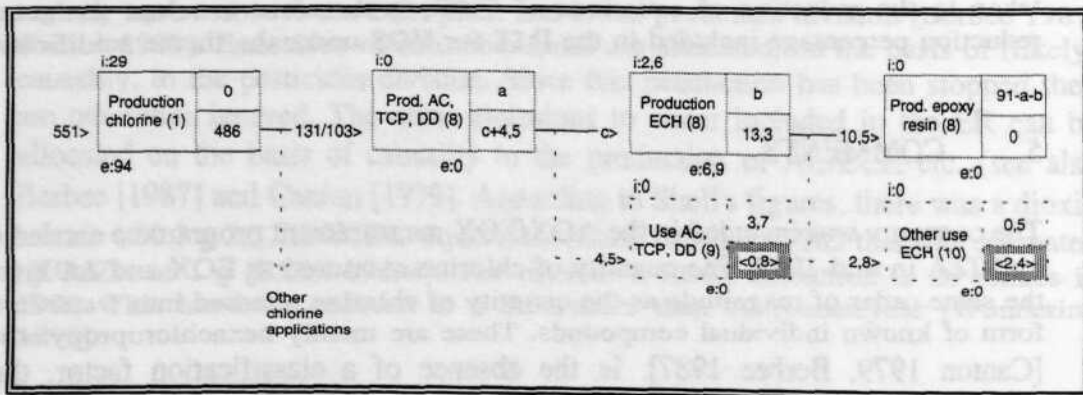 i:29
i:0
i:2,6
i:0
551>
Production chlorine (1)
0
486
131/103>
Prod. AC, TCP, DD (8)
a
c+4,5
c>
Production ECH (8)
b
13,3
10,5>
Prod. epoxy resin (8)
91-a-b
0
e:94
e:0
e:6,9
e:0
i:0
i:0
4,5>
Use AC, TCP, DD (9)
3,7
<0,8>
2,8>
Other use ECH (10)
0,5
<2,4>
e:0
e:0
Other
chlorine
applications